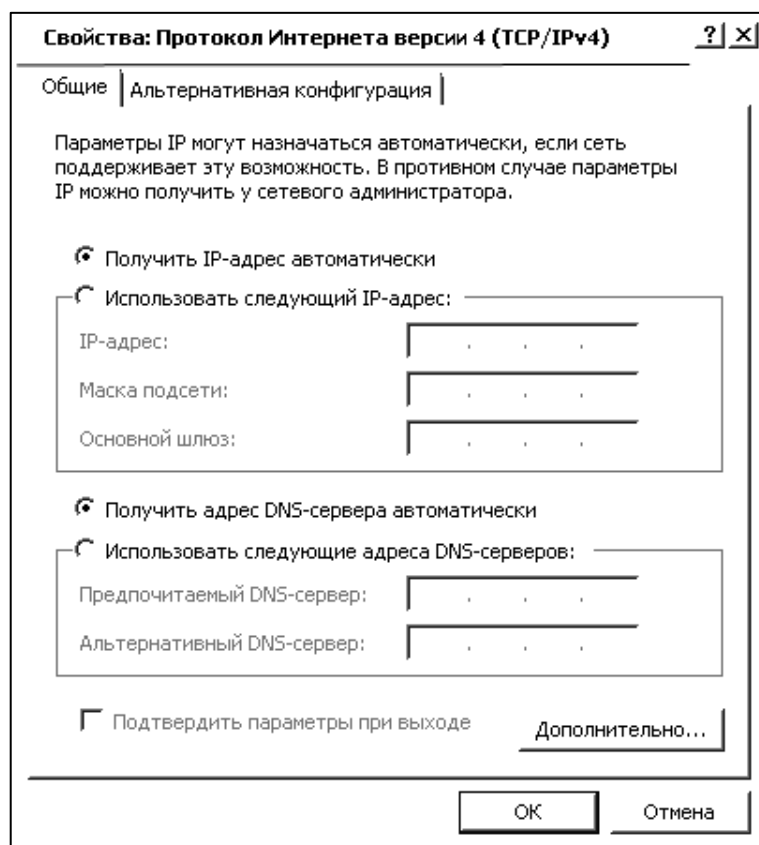 Свойства: Протокол Интернета версии 4 (TCP/IPv4) ? ×
Общие Альтернативная конфигурация
Параметры IP могут назначаться автоматически, если сеть
поддерживает эту возможность. В противном случае параметры
IP можно получить у сетевого администратора.
Получить IP-адрес автоматически
Использовать следующий IP-адрес:
IP-адрес: . . .
Маска подсети: . . .
Основной шлюз: . . .
Получить адрес DNS-сервера автоматически
Использовать следующие адреса DNS-серверов:
Предпочитаемый DNS-сервер: . . .
Альтернативный DNS-сервер: . . .
Подтвердить параметры при выходе
Дополнительно...
ОК Отмена